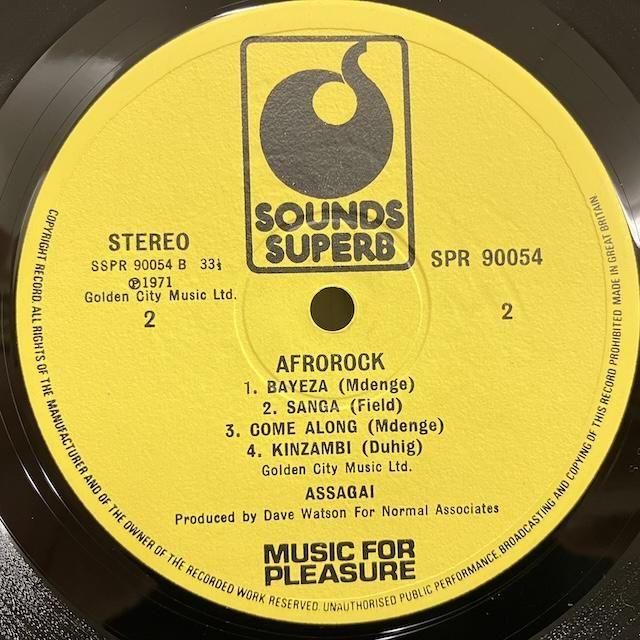 SOUNDS
SUPERB
STEREO
SSPR 90054 B 33⅓
℗1971
Golden City Music Ltd.
2
SPR 90054
2
AFROROCK
1. BAYEZA (Mdenge)
2. SANGA (Field)
3. COME ALONG (Mdenge)
4. KINZAMBI (Duhig)
Golden City Music Ltd.
ASSAGAI
Produced by Dave Watson For Normal Associates
MUSIC FOR
PLEASURE
COPYRIGHT RECORD. ALL RIGHTS OF THE MANUFACTURER AND OF THE OWNER OF THE RECORDED WORK RESERVED. UNAUTHORISED PUBLIC PERFORMANCE, BROADCASTING AND COPYING OF THIS RECORD PROHIBITED MADE IN GREAT BRITAIN